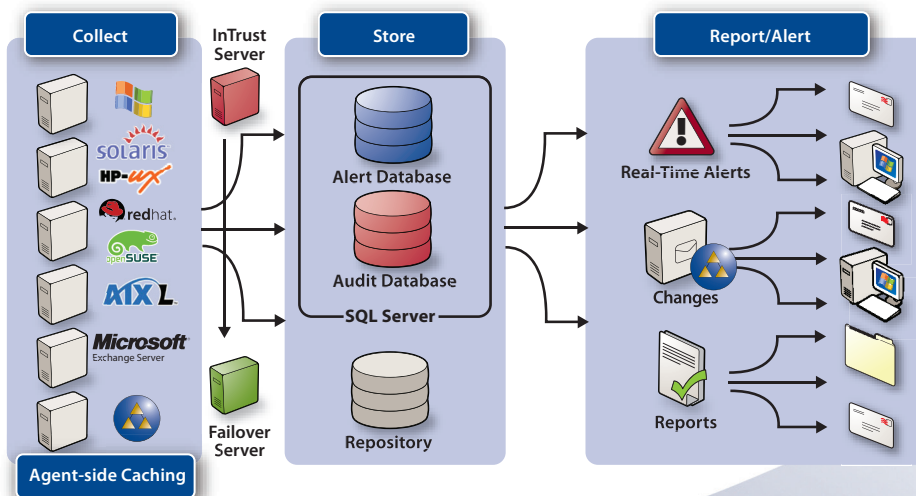 Collect
InTrust
Server
Store
Report/Alert
SOLARIS
HP-UX
redhat.
openSUSE
AIX L
Microsoft
Exchange Server
Agent-side Caching
Failover
Server
Alert Database
Audit Database
SQL Server
Repository
Real-Time Alerts
Changes
Reports